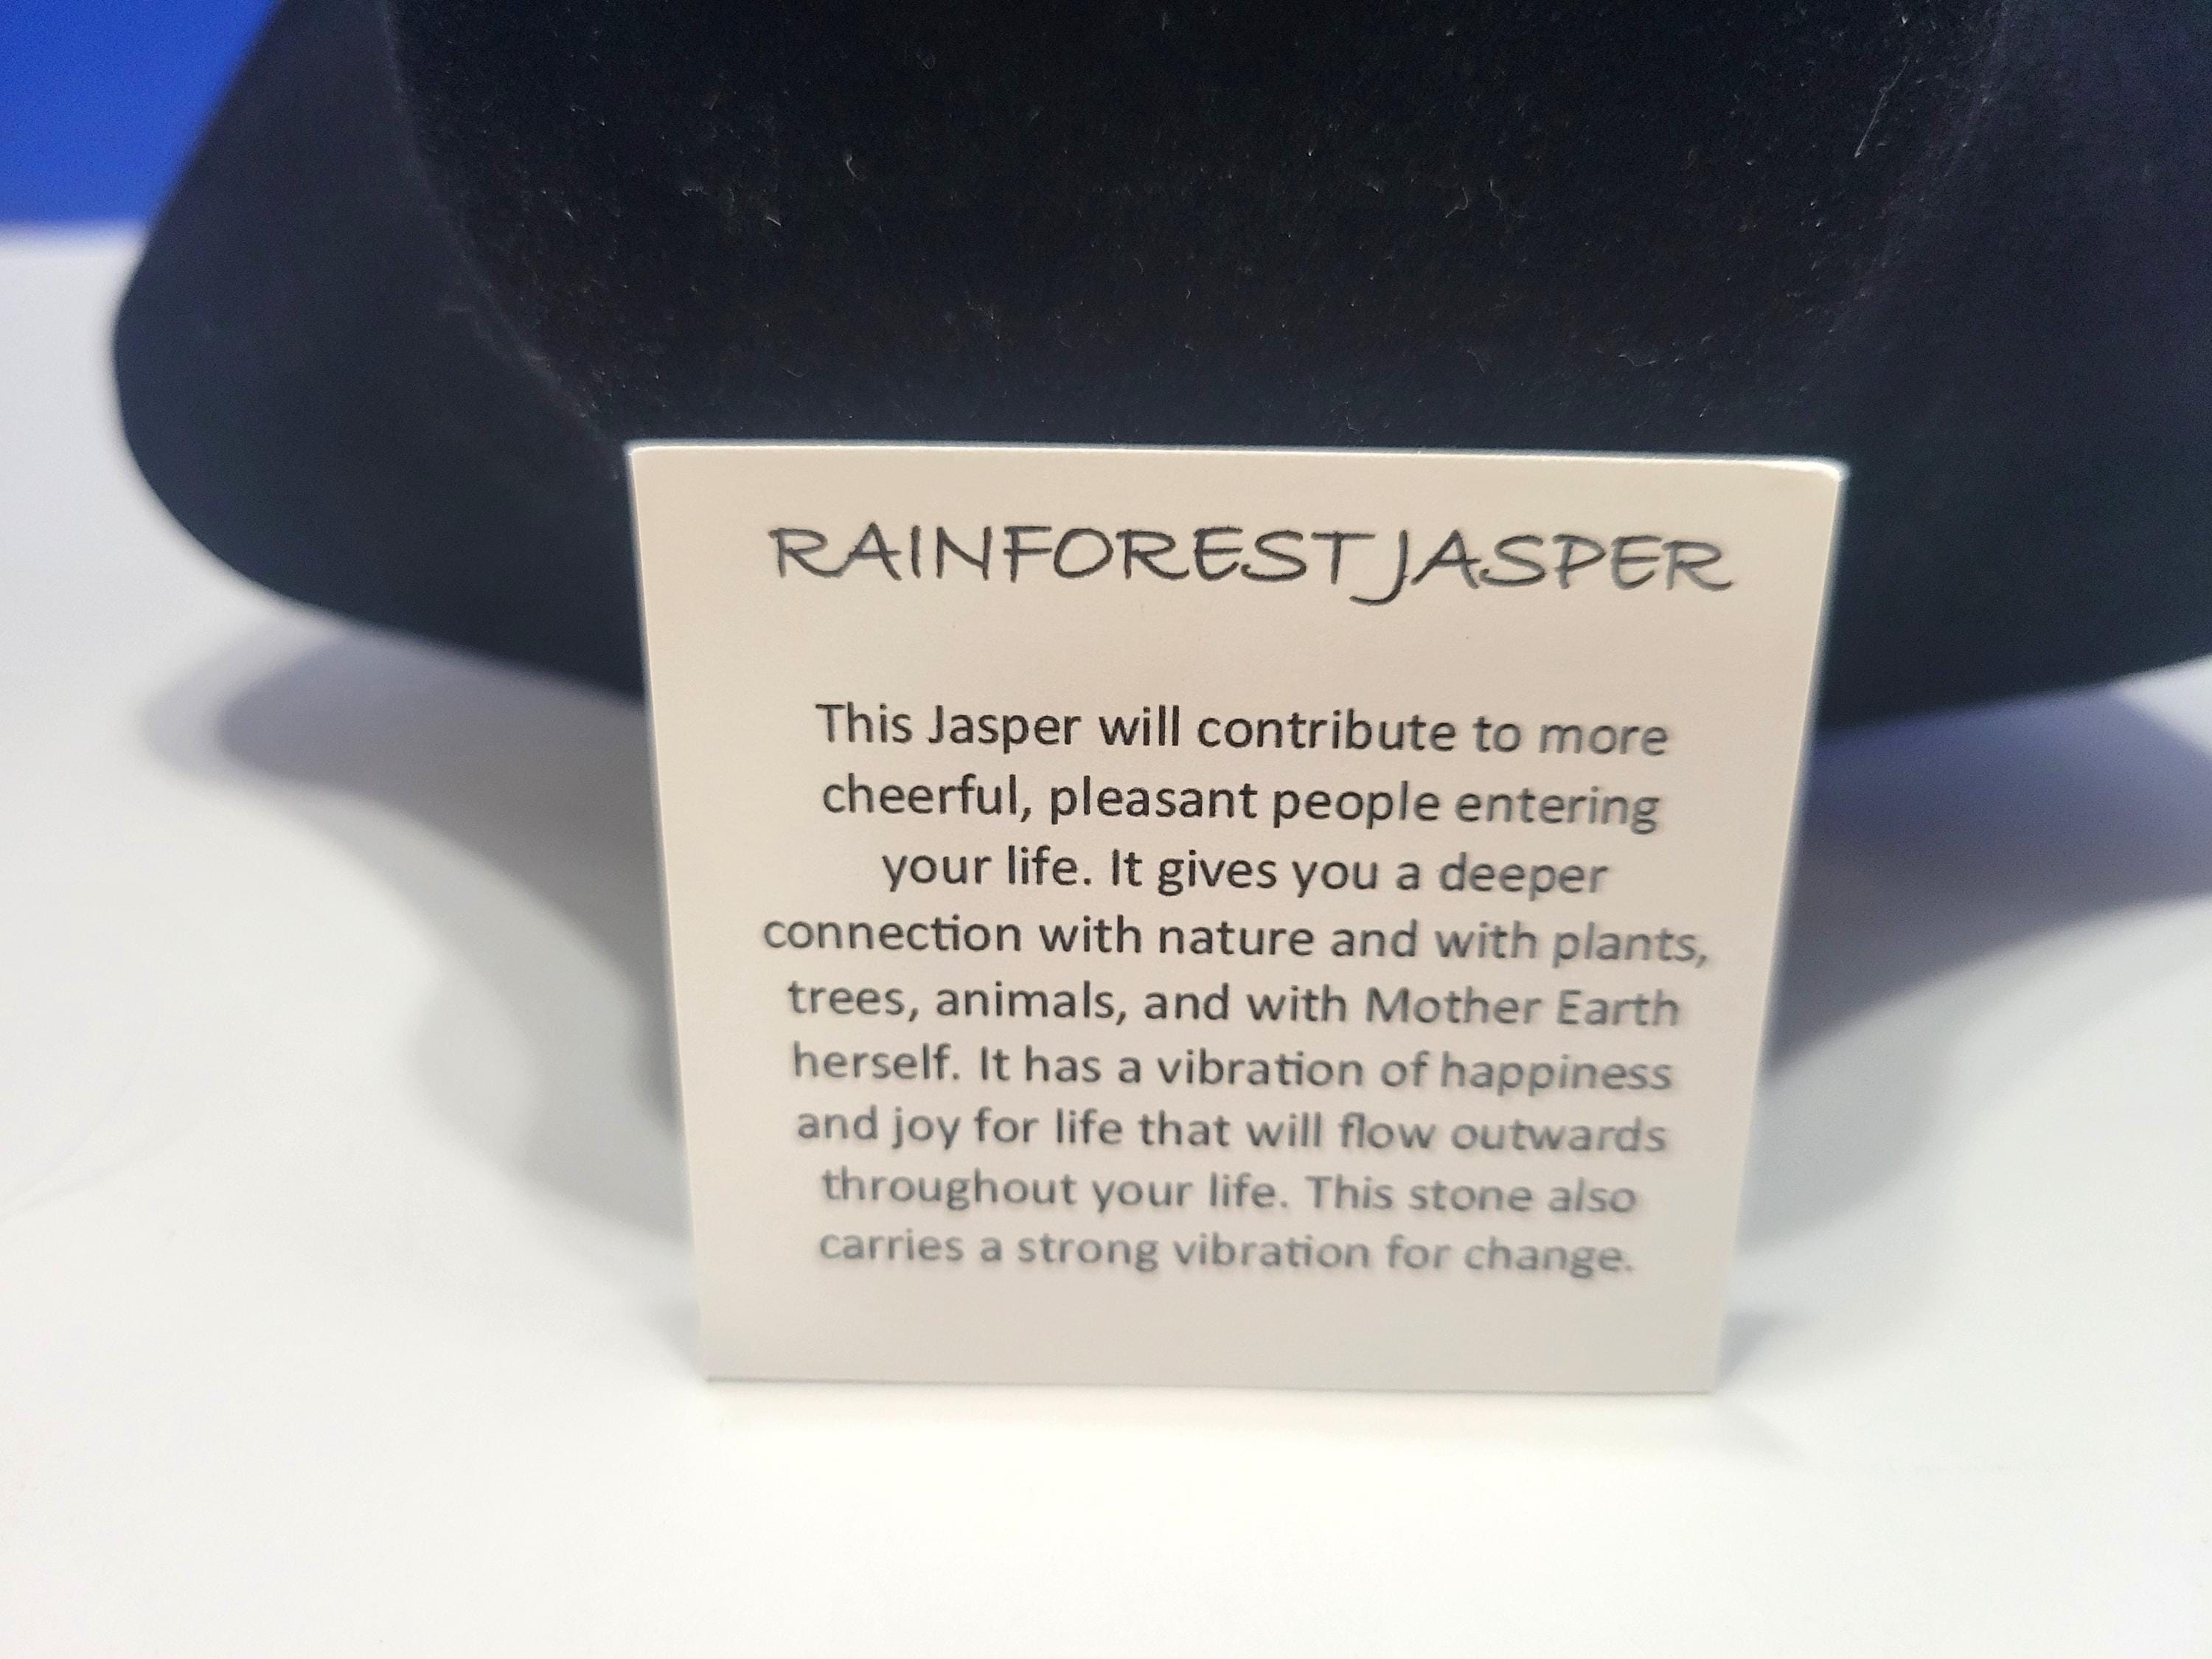 RAINFOREST JASPER
This Jasper will contribute to more
cheerful, pleasant people entering
your life. It gives you a deeper
connection with nature and with plants,
trees, animals, and with Mother Earth
herself. It has a vibration of happiness
and joy for life that will flow outwards
throughout your life. This stone also
carries a strong vibration for change.